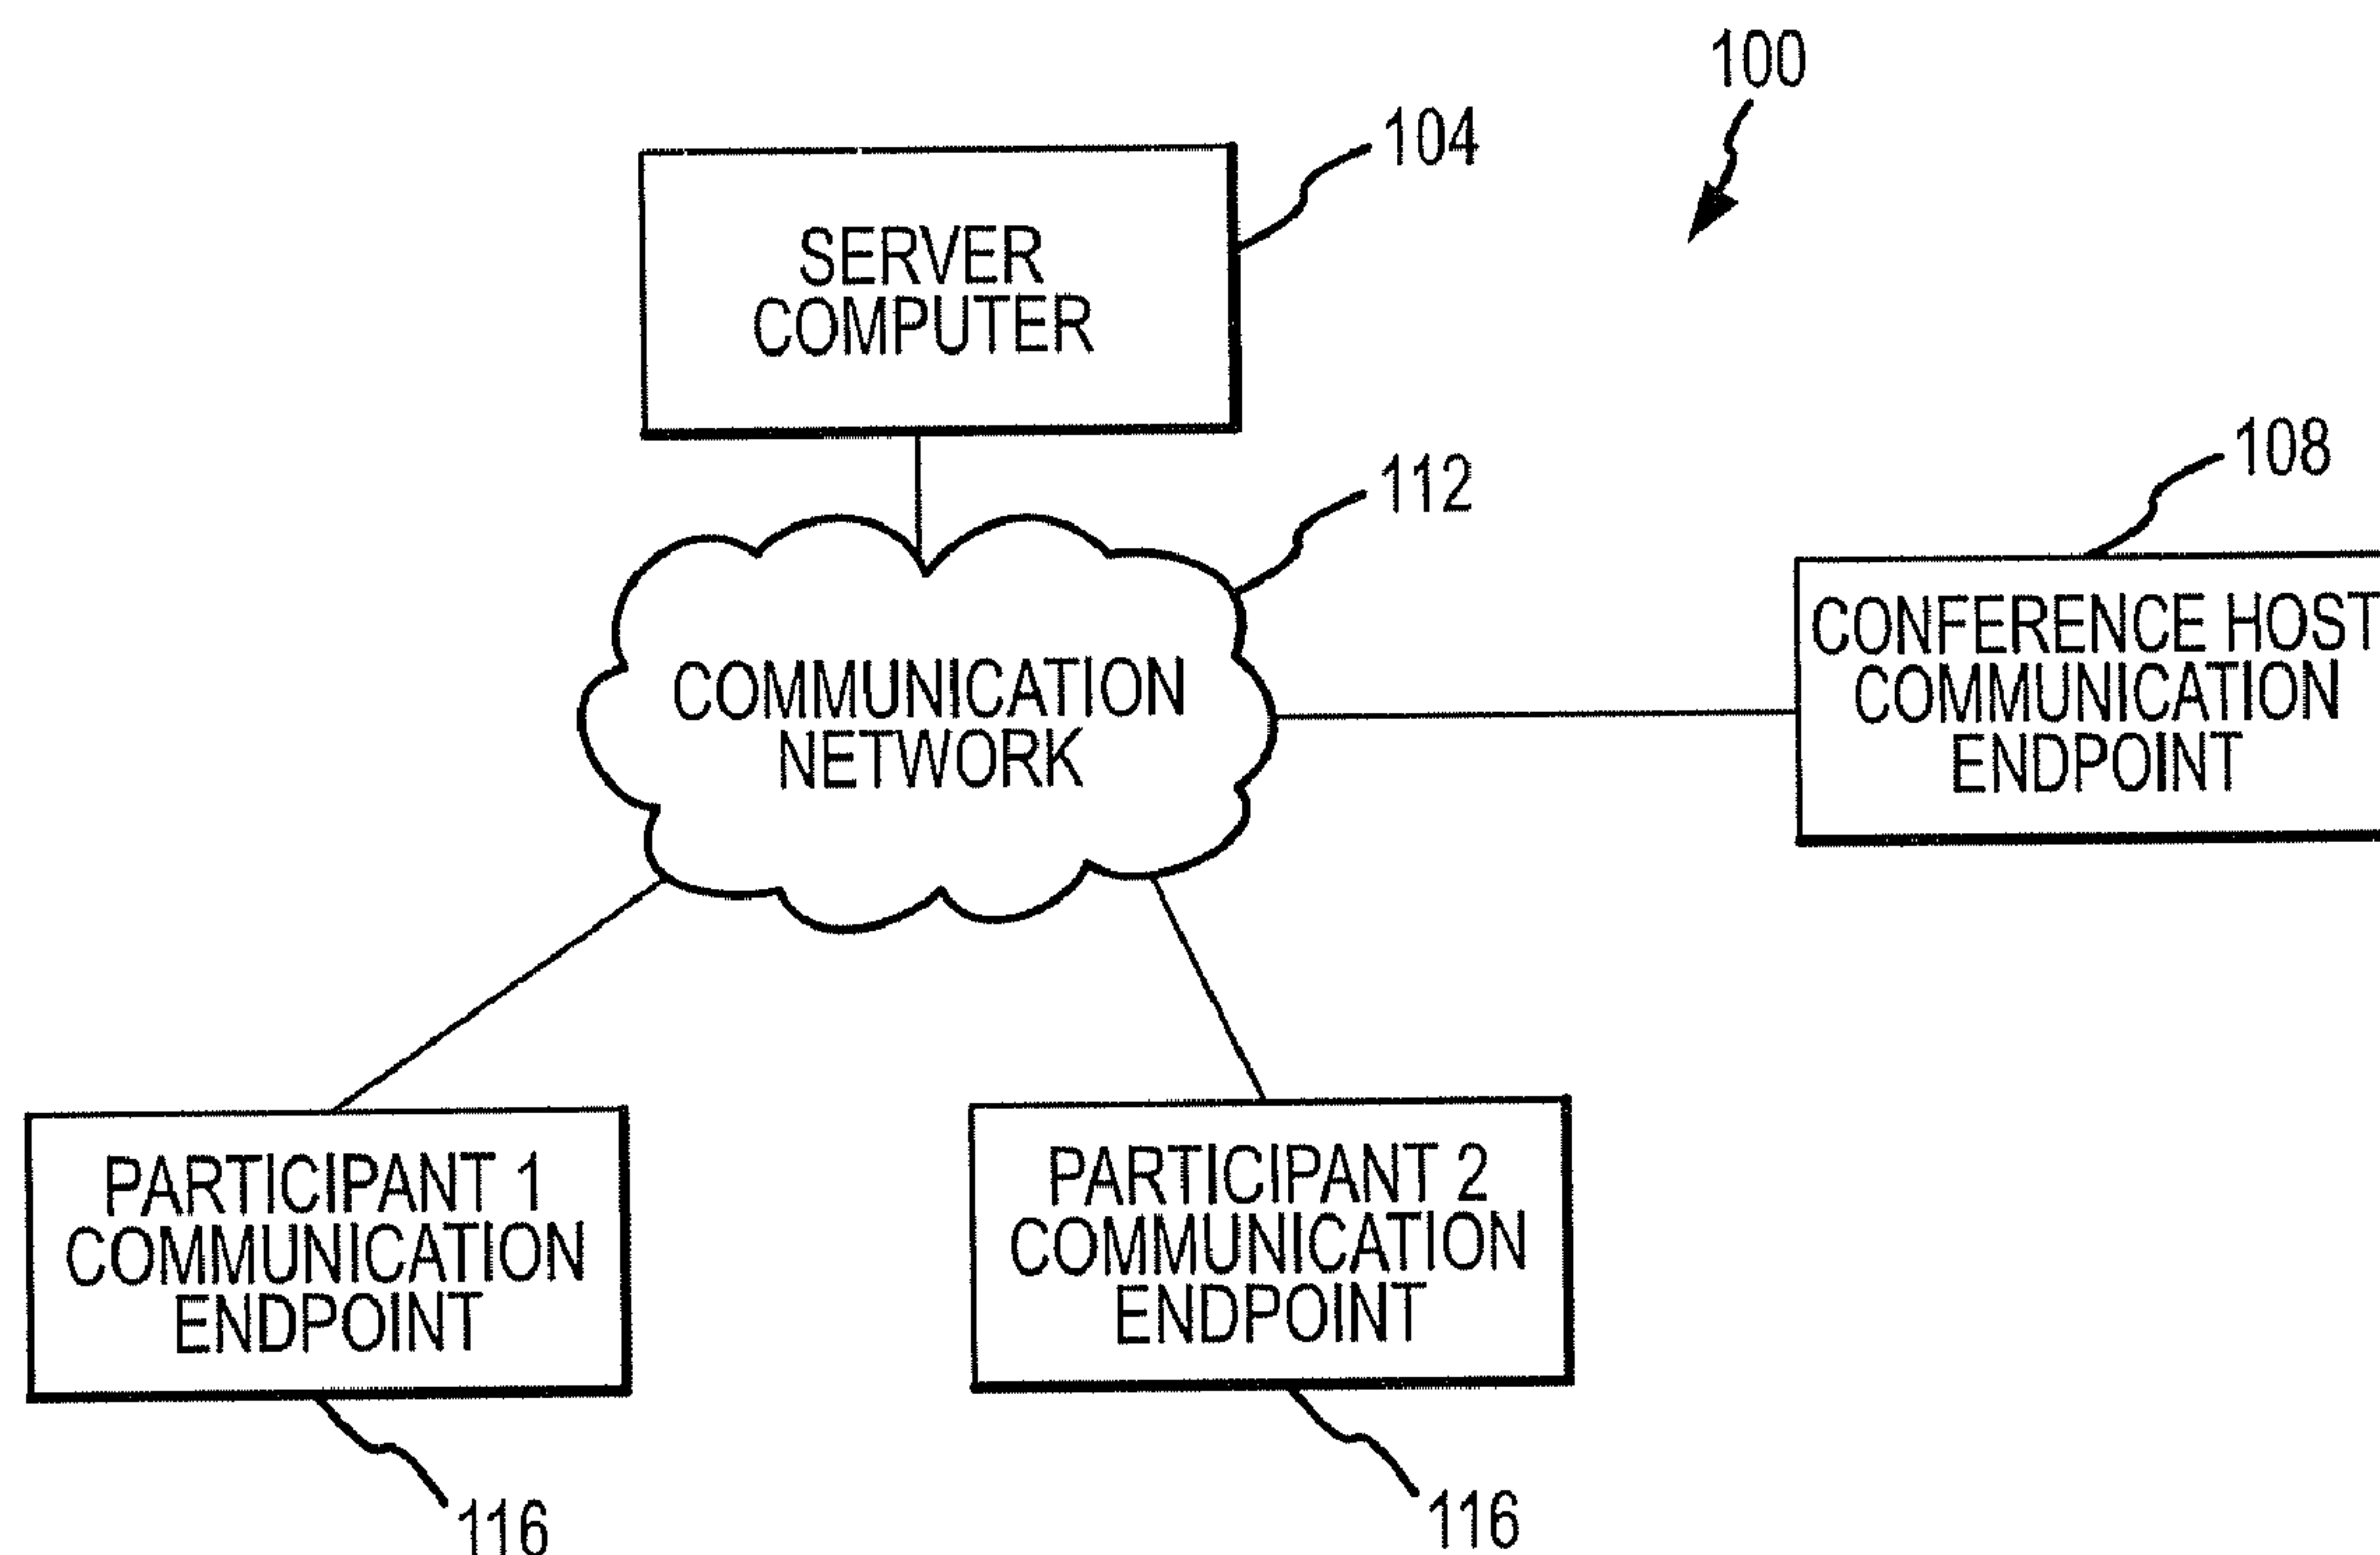 100
104
SERVER
COMPUTER
112
108
COMMUNICATION
NETWORK
CONFERENCE HOST
COMMUNICATION
ENDPOINT
PARTICIPANT 1
COMMUNICATION
ENDPOINT
PARTICIPANT 2
COMMUNICATION
ENDPOINT
116
116